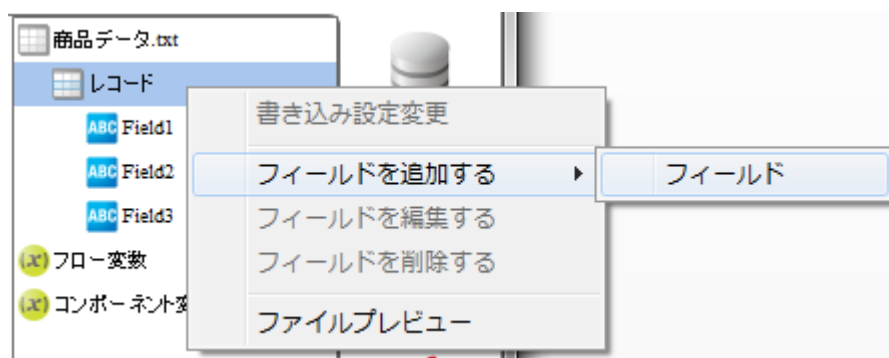 商品データ.txt
レコード
ABC Field1
ABC Field2
ABC Field3
(x) フロー変数
(x) コンポーネント変
書き込み設定変更
フィールドを追加する
フィールドを編集する
フィールドを削除する
ファイルプレビュー
フィールド